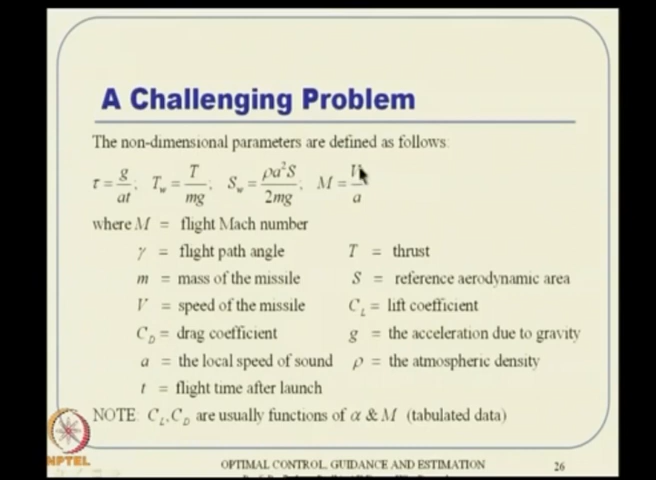 A Challenging Problem
The non-dimensional parameters are defined as follows:
τ = g/at; T_w = T/mg; S_w = ρa²S/2mg; M = V/a
where M = flight Mach number
γ = flight path angle T = thrust
m = mass of the missile S = reference aerodynamic area
V = speed of the missile C_L = lift coefficient
C_D = drag coefficient g = the acceleration due to gravity
a = the local speed of sound ρ = the atmospheric density
t = flight time after launch
NOTE: C_L, C_D are usually functions of α & M (tabulated data)
NPTEL
OPTIMAL CONTROL, GUIDANCE AND ESTIMATION 26